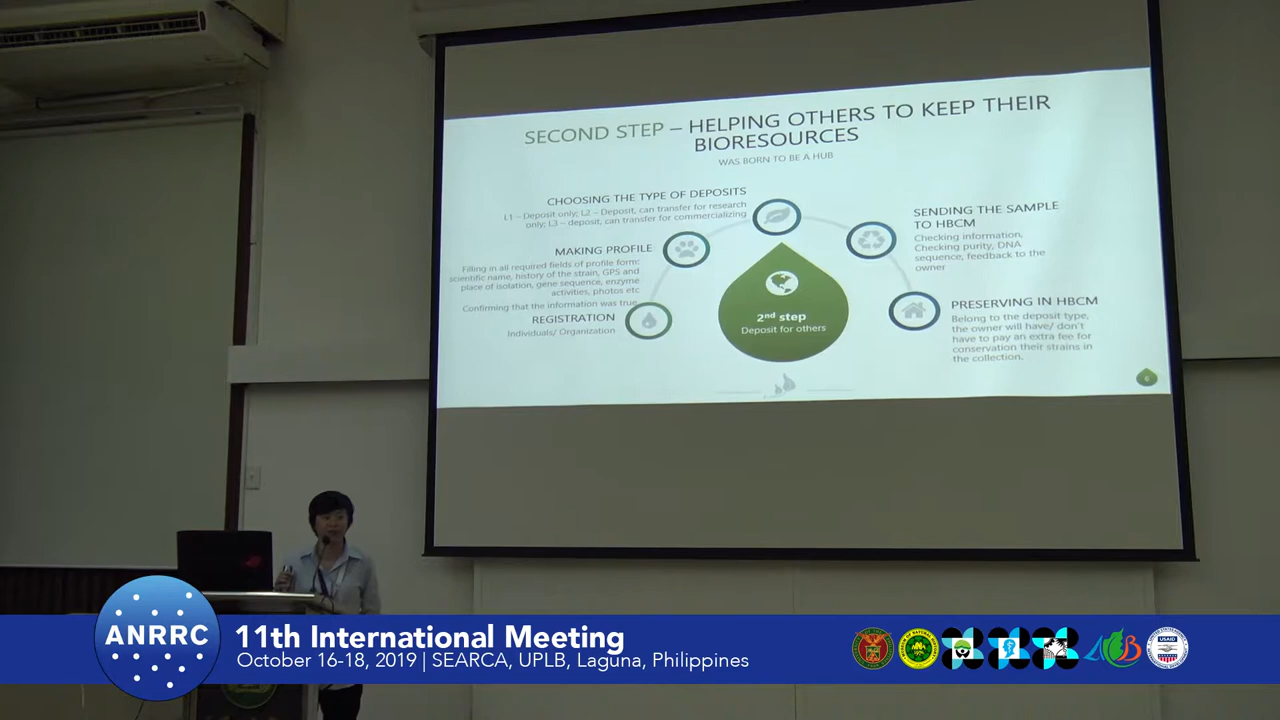 SECOND STEP – HELPING OTHERS TO KEEP THEIR
BIORESOURCES
WAS BORN TO BE A HUB
CHOOSING THE TYPE OF DEPOSITS
L1 – Deposit only; L2 – Deposit, can transfer for research
only; L3 – deposit, can transfer for commercializing
MAKING PROFILE
Filling in all required fields of profile form:
scientific name, history of the strain, GPS and
place of isolation, gene sequence, enzyme
activities, photos etc
Confirming that the information was true
REGISTRATION
Individuals/ Organization
2nd step
Deposit for others
SENDING THE SAMPLE
TO HBCM
Checking information,
Checking purity, DNA
sequence, feedback to the
owner
PRESERVING IN HBCM
Belong to the deposit type,
the owner will have/ don't
have to pay an extra fee for
conservation their strains in
the collection.
ANRRC
11th International Meeting
October 16-18, 2019 | SEARCA, UPLB, Laguna, Philippines
USAID